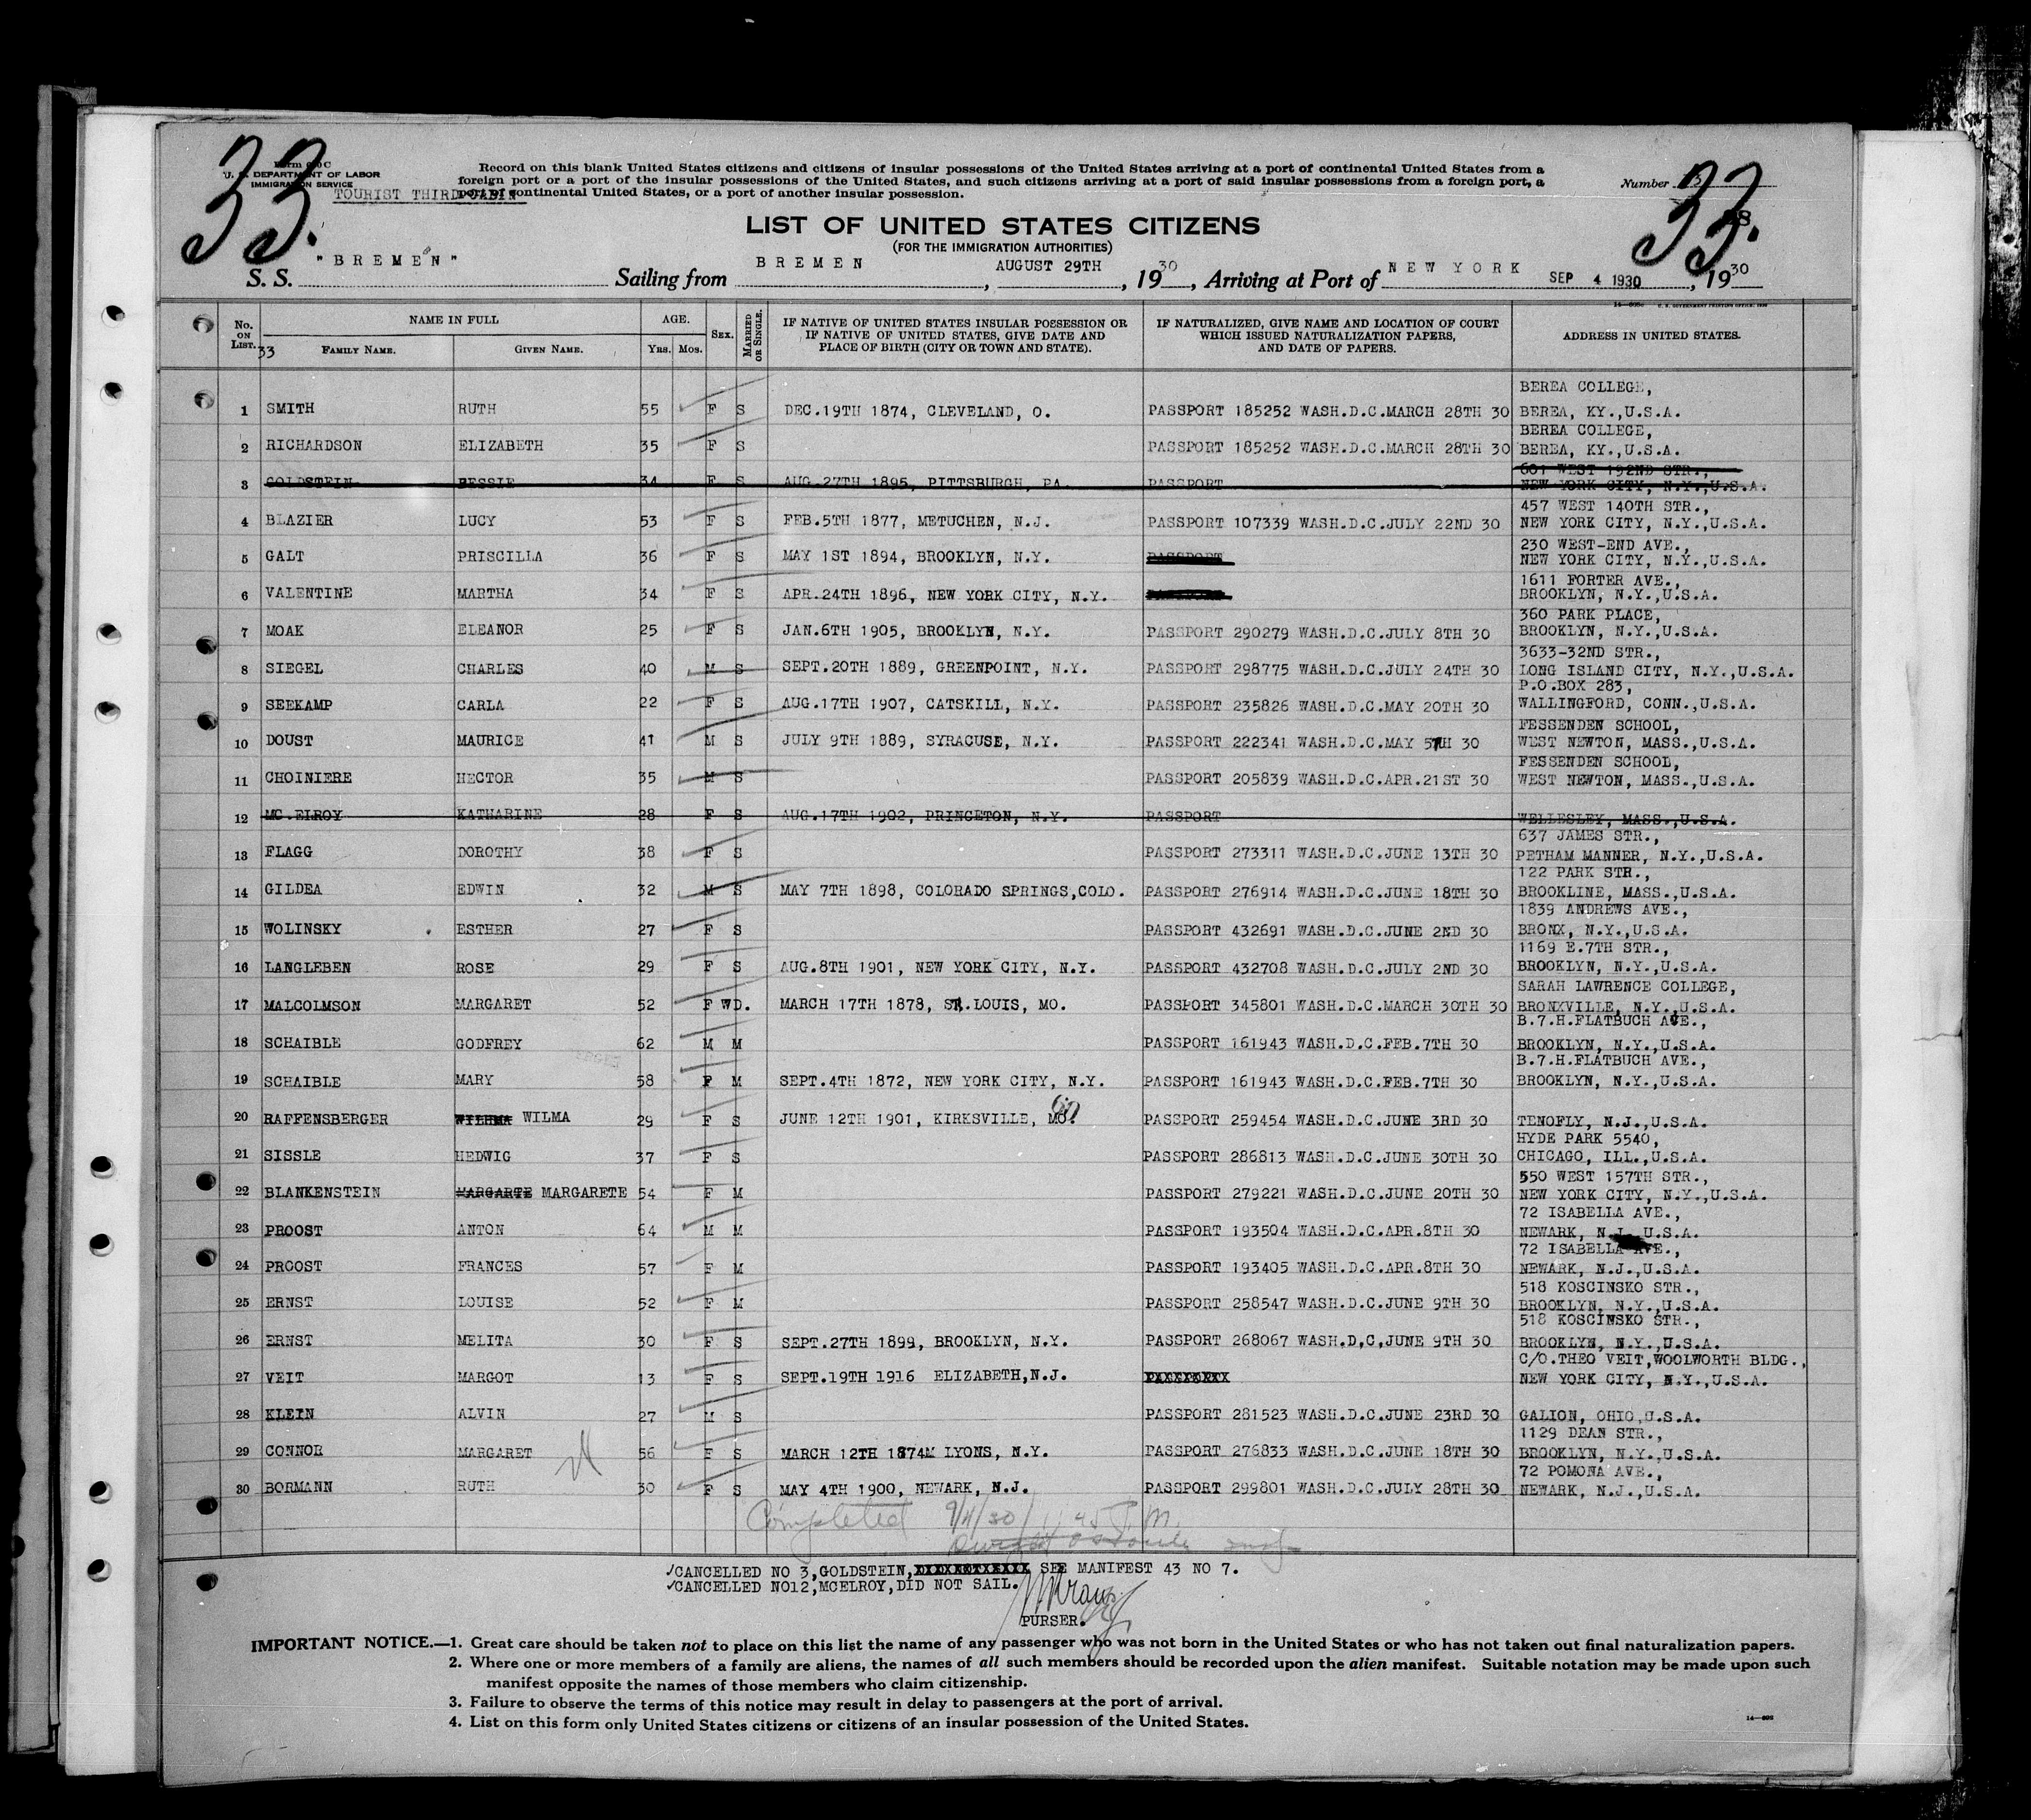 33.
33.
Form 630 C
U. S. DEPARTMENT OF LABOR
IMMIGRATION SERVICE
TOURIST THIRD CABIN
Record on this blank United States citizens and citizens of insular possessions of the United States arriving at a port of continental United States from a
foreign port or a port of the insular possessions of the United States, and such citizens arriving at a port of said insular possessions from a foreign port, a
port of continental United States, or a port of another insular possession.
Number
LIST OF UNITED STATES CITIZENS
(FOR THE IMMIGRATION AUTHORITIES)
S. S. "BREMEN" Sailing from BREMEN, AUGUST 29TH, 1930, Arriving at Port of NEW YORK SEP 4 1930, 1930
No. ON LIST. 33 NAME IN FULL FAMILY NAME. GIVEN NAME. AGE. YRS. MOS. SEX. MARRIED OR SINGLE. IF NATIVE OF UNITED STATES INSULAR POSSESSION OR IF NATIVE OF UNITED STATES, GIVE DATE AND PLACE OF BIRTH (CITY OR TOWN AND STATE). IF NATURALIZED, GIVE NAME AND LOCATION OF COURT WHICH ISSUED NATURALIZATION PAPERS, AND DATE OF PAPERS. ADDRESS IN UNITED STATES.
BEREA COLLEGE,
1 SMITH RUTH 55 F S DEC.19TH 1874, CLEVELAND, O. PASSPORT 185252 WASH.D.C.MARCH 28TH 30 BEREA, KY.,U.S.A.
BEREA COLLEGE,
2 RICHARDSON ELIZABETH 35 F S PASSPORT 185252 WASH.D.C.MARCH 28TH 30 BEREA, KY.,U.S.A.
601 WEST 192ND STR.,
3 GOLDSTEIN BESSIE 34 F S AUG.27TH 1895, PITTSBURGH, PA. PASSPORT NEW YORK CITY, N.Y.,U.S.A.
457 WEST 140TH STR.,
4 BLAZIER LUCY 53 F S FEB.5TH 1877, METUCHEN, N.J. PASSPORT 107339 WASH.D.C.JULY 22ND 30 NEW YORK CITY, N.Y.,U.S.A.
230 WEST-END AVE.,
5 GALT PRISCILLA 36 F S MAY 1ST 1894, BROOKLYN, N.Y. PASSPORT NEW YORK CITY, N.Y.,U.S.A.
1611 FORTER AVE.,
6 VALENTINE MARTHA 34 F S APR.24TH 1896, NEW YORK CITY, N.Y. BROOKLYN, N.Y.,U.S.A.
360 PARK PLACE,
7 MOAK ELEANOR 25 F S JAN.6TH 1905, BROOKLYN, N.Y. PASSPORT 290279 WASH.D.C.JULY 8TH 30 BROOKLYN, N.Y.,U.S.A.
3633-32ND STR.,
8 SIEGEL CHARLES 40 M S SEPT.20TH 1889, GREENPOINT, N.Y. PASSPORT 298775 WASH.D.C.JULY 24TH 30 LONG ISLAND CITY, N.Y.,U.S.A.
P.O.BOX 283,
9 SEEKAMP CARLA 22 F S AUG.17TH 1907, CATSKILL, N.Y. PASSPORT 235826 WASH.D.C.MAY 20TH 30 WALLINGFORD, CONN.,U.S.A.
FESSENDEN SCHOOL,
10 DOUST MAURICE 41 M S JULY 9TH 1889, SYRACUSE, N.Y. PASSPORT 222341 WASH.D.C.MAY 5TH 30 WEST NEWTON, MASS.,U.S.A.
FESSENDEN SCHOOL,
11 CHOINIERE HECTOR 35 M S PASSPORT 205839 WASH.D.C.APR.21ST 30 WEST NEWTON, MASS.,U.S.A.
12 MC.ELROY KATHARINE 28 F S AUG.17TH 1902, PRINCETON, N.Y. PASSPORT WELLESLEY, MASS.,U.S.A.
637 JAMES STR.,
13 FLAGG DOROTHY 38 F S PASSPORT 273311 WASH.D.C.JUNE 13TH 30 PETHAM MANNER, N.Y.,U.S.A.
122 PARK STR.,
14 GILDEA EDWIN 32 M S MAY 7TH 1898, COLORADO SPRINGS,COLO. PASSPORT 276914 WASH.D.C.JUNE 18TH 30 BROOKLINE, MASS.,U.S.A.
1839 ANDREWS AVE.,
15 WOLINSKY ESTHER 27 F S PASSPORT 432691 WASH.D.C.JUNE 2ND 30 BRONX, N.Y.,U.S.A.
1169 E.7TH STR.,
16 LANGLEBEN ROSE 29 F S AUG.8TH 1901, NEW YORK CITY, N.Y. PASSPORT 432708 WASH.D.C.JULY 2ND 30 BROOKLYN, N.Y.,U.S.A.
SARAH LAWRENCE COLLEGE,
17 MALCOLMSON MARGARET 52 F WD. MARCH 17TH 1878, ST.LOUIS, MO. PASSPORT 345801 WASH.D.C.MARCH 30TH 30 BRONXVILLE, N.Y.,U.S.A.
B.7.H.FLATBUCH AVE.,
18 SCHAIBLE GODFREY 62 M M PASSPORT 161943 WASH.D.C.FEB.7TH 30 BROOKLYN, N.Y.,U.S.A.
B.7.H.FLATBUCH AVE.,
19 SCHAIBLE MARY 58 F M SEPT.4TH 1872, NEW YORK CITY, N.Y. PASSPORT 161943 WASH.D.C.FEB.7TH 30 BROOKLYN, N.Y.,U.S.A.
20 RAFFENSBERGER WILHMA WILMA 29 F S JUNE 12TH 1901, KIRKSVILLE, MO. PASSPORT 259454 WASH.D.C.JUNE 3RD 30 TENOFLY, N.J.,U.S.A.
HYDE PARK 5540,
21 SISSLE HEDWIG 37 F S PASSPORT 286813 WASH.D.C.JUNE 30TH 30 CHICAGO, ILL.,U.S.A.
550 WEST 157TH STR.,
22 BLANKENSTEIN MARGARTE MARGARETE 54 F M PASSPORT 279221 WASH.D.C.JUNE 20TH 30 NEW YORK CITY, N.Y.,U.S.A.
72 ISABELLA AVE.,
23 PROOST ANTON 64 M M PASSPORT 193504 WASH.D.C.APR.8TH 30 NEWARK, N.J. U.S.A.
72 ISABELLA AVE.,
24 PROOST FRANCES 57 F M PASSPORT 193405 WASH.D.C.APR.8TH 30 NEWARK, N.J.,U.S.A.
518 KOSCINSKO STR.,
25 ERNST LOUISE 52 F M PASSPORT 258547 WASH.D.C.JUNE 9TH 30 BROOKLYN, N.Y.,U.S.A.
518 KOSCINSKO STR.,
26 ERNST MELITA 30 F S SEPT.27TH 1899, BROOKLYN, N.Y. PASSPORT 268067 WASH,D,C,JUNE 9TH 30 BROOKLYN, N.Y.,U.S.A.
C/O.THEO VEIT,WOOLWORTH BLDG.,
27 VEIT MARGOT 13 F S SEPT.19TH 1916 ELIZABETH,N.J. NEW YORK CITY, N.Y.,U.S.A.
28 KLEIN ALVIN 27 M S PASSPORT 281523 WASH.D.C.JUNE 23RD 30 GALION, OHIO,U.S.A.
1129 DEAN STR.,
29 CONNOR MARGARET 56 F S MARCH 12TH 1874M LYONS, N.Y. PASSPORT 276833 WASH.D.C.JUNE 18TH 30 BROOKLYN, N.Y.,U.S.A.
72 POMONA AVE.,
30 BORMANN RUTH 30 F S MAY 4TH 1900, NEWARK, N.J. PASSPORT 299801 WASH.D.C.JULY 28TH 30 NEWARK, N.J.,U.S.A.
Completed 9/4/30
✓CANCELLED NO 3,GOLDSTEIN, SEE MANIFEST 43 NO 7.
✓CANCELLED NO12, MCELROY,DID NOT SAIL.
PURSER.
IMPORTANT NOTICE.—1. Great care should be taken not to place on this list the name of any passenger who was not born in the United States or who has not taken out final naturalization papers.
2. Where one or more members of a family are aliens, the names of all such members should be recorded upon the alien manifest. Suitable notation may be made upon such
manifest opposite the names of those members who claim citizenship.
3. Failure to observe the terms of this notice may result in delay to passengers at the port of arrival.
4. List on this form only United States citizens or citizens of an insular possession of the United States.